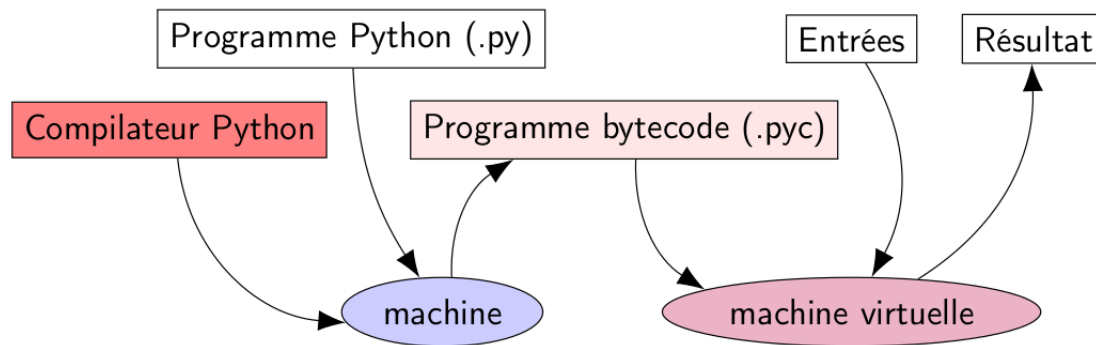 Programme Python (.py)
Entrées
Résultat
Compilateur Python
Programme bytecode (.pyc)
machine
machine virtuelle